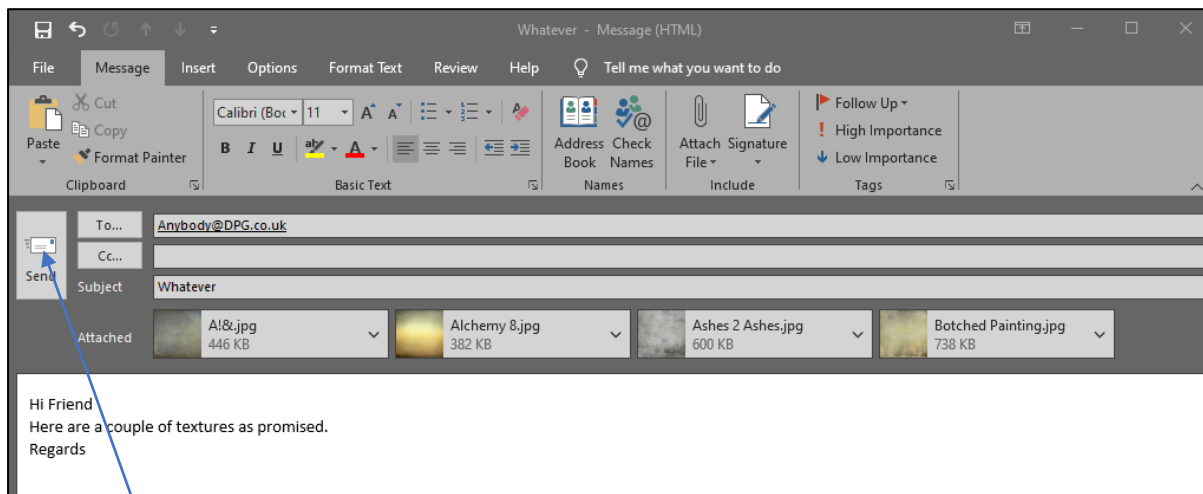 Whatever - Message (HTML)
File Message Insert Options Format Text Review Help Tell me what you want to do
Paste
Cut
Copy
Format Painter
Clipboard
Calibri (Boc 11
B I U
Basic Text
Address Book
Check Names
Names
Attach File
Signature
Include
Follow Up
High Importance
Low Importance
Tags
Send
To... Anybody@DPG.co.uk
Cc...
Subject Whatever
Attached
A!&.jpg
446 KB
Alchemy 8.jpg
382 KB
Ashes 2 Ashes.jpg
600 KB
Botched Painting.jpg
738 KB
Hi Friend
Here are a couple of textures as promised.
Regards